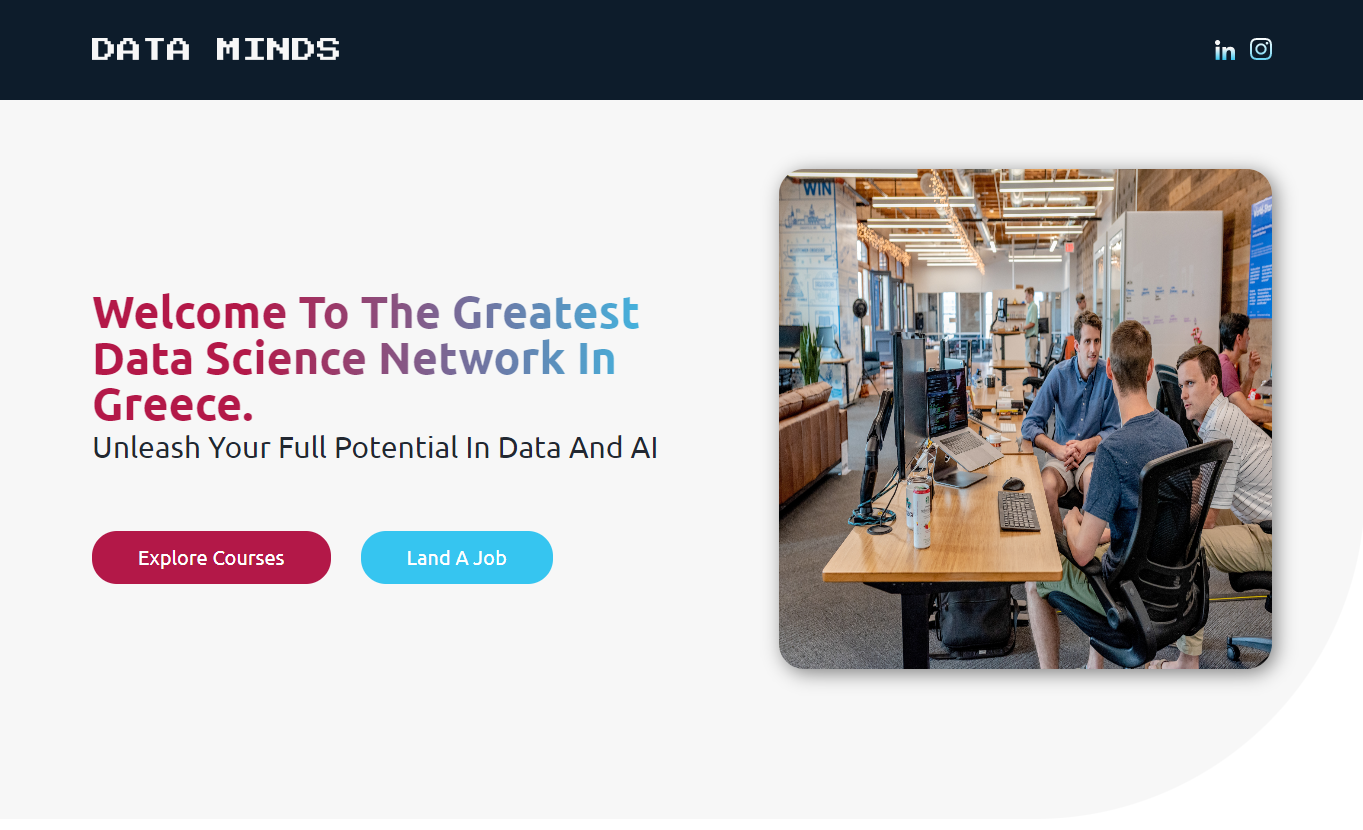 DATA MINDS
Welcome To The Greatest
Data Science Network In
Greece.
Unleash Your Full Potential In Data And AI
Explore Courses
Land A Job
WIN